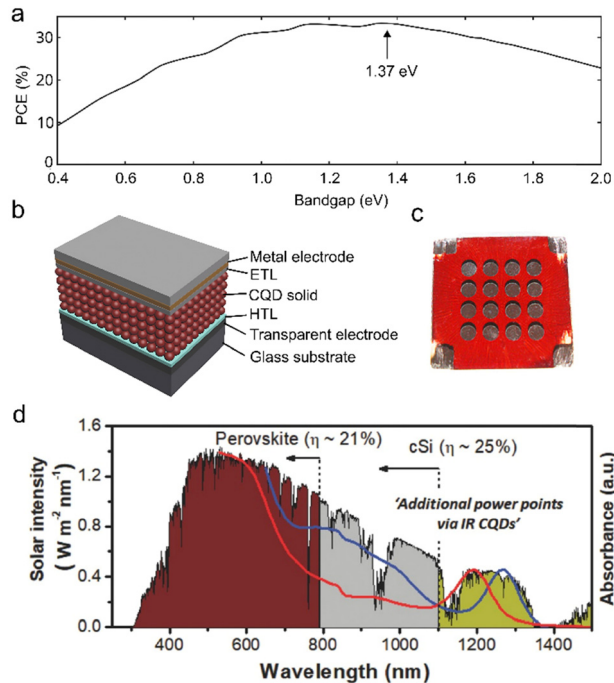 a
30
20
10
0
PCE (%)
1.37 eV
0.4 0.6 0.8 1.0 1.2 1.4 1.6 1.8 2.0
Bandgap (eV)
b
Metal electrode
ETL
CQD solid
HTL
Transparent electrode
Glass substrate
c
d
1.6
1.2
0.8
0.4
0.0
Solar intensity
( W m⁻² nm⁻¹)
Perovskite (η ~ 21%)
cSi (η ~ 25%)
'Additional power points
via IR CQDs'
Absorbance (a.u.)
400 600 800 1000 1200 1400
Wavelength (nm)